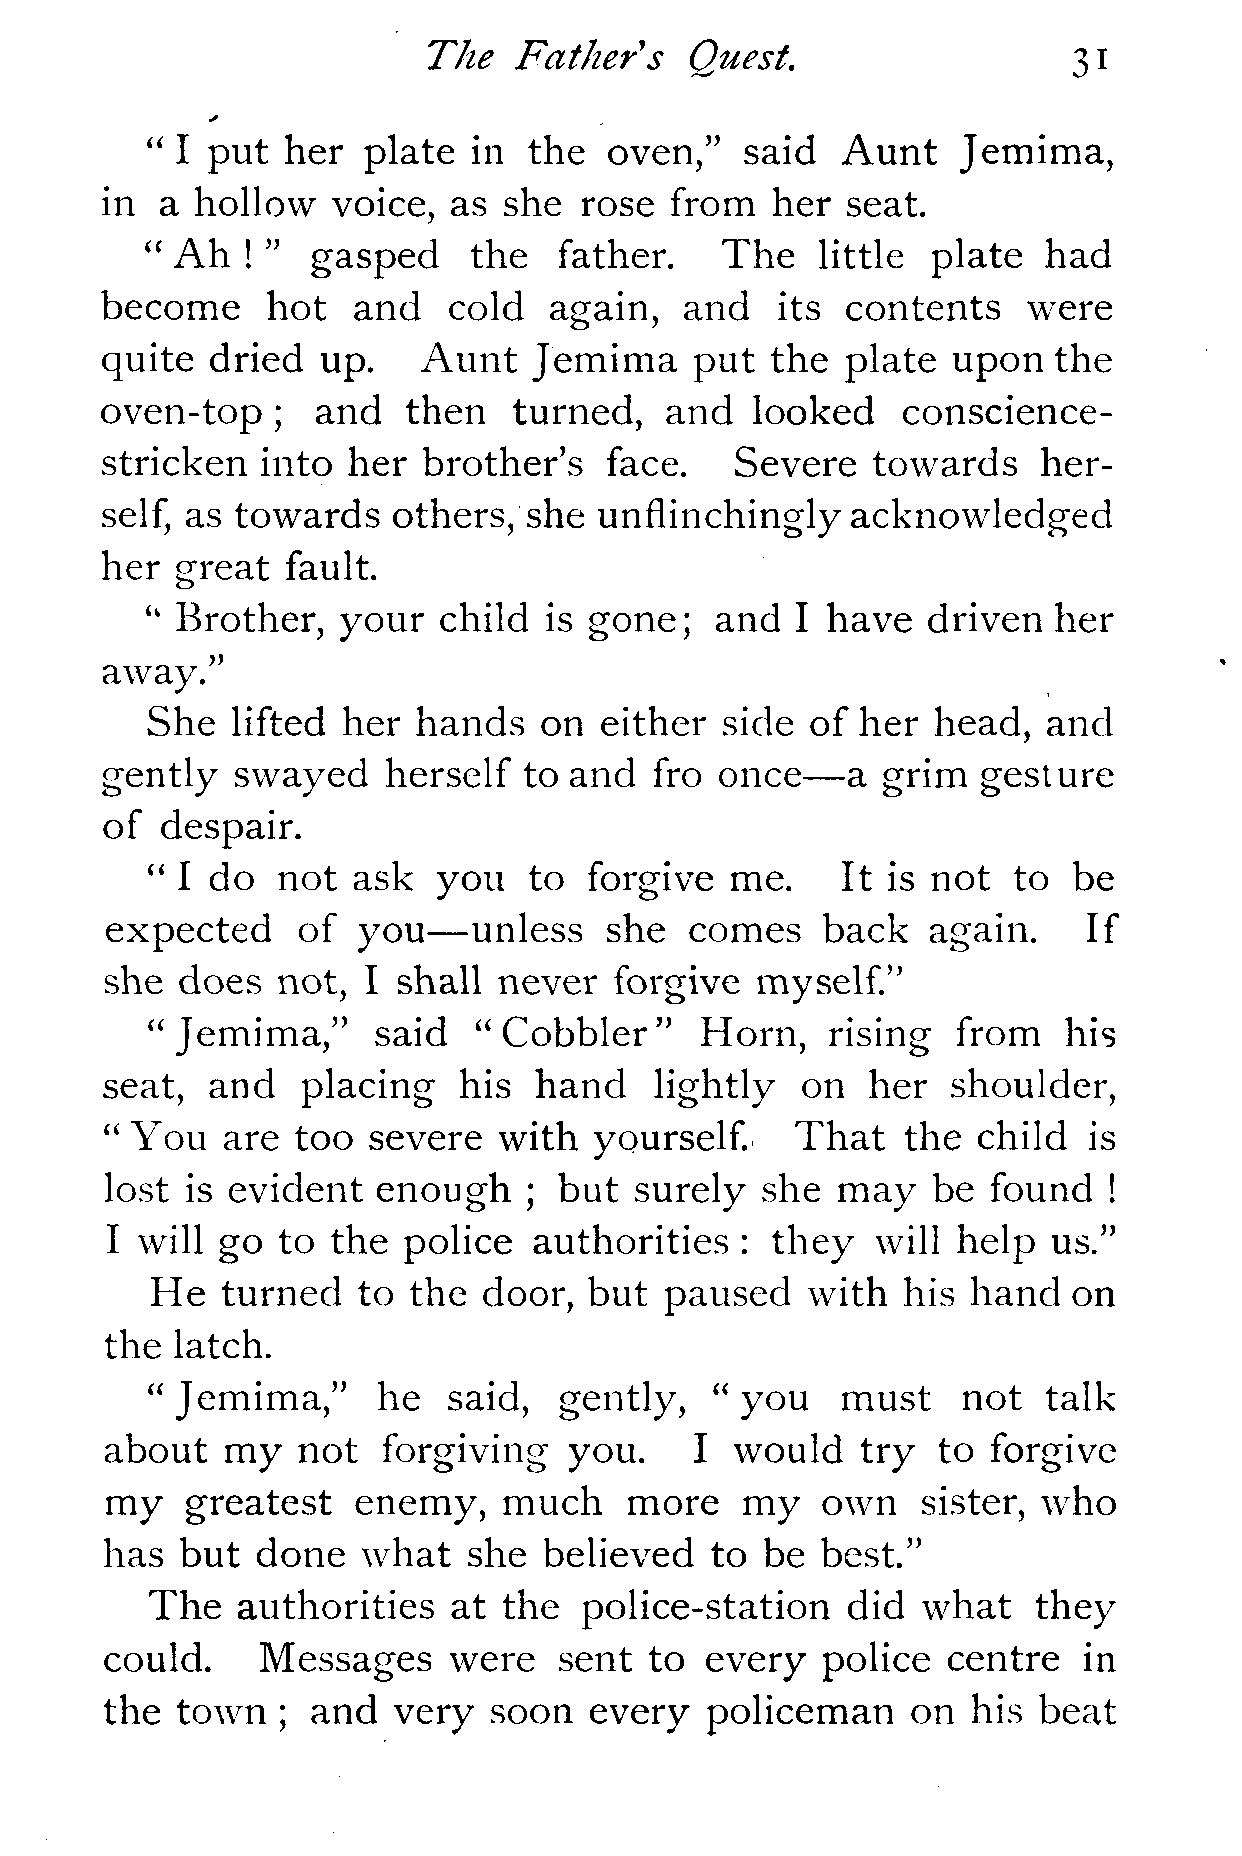 The Father's Quest. 31
" I put her plate in the oven," said Aunt Jemima,
in a hollow voice, as she rose from her seat.
" Ah ! " gasped the father. The little plate had
become hot and cold again, and its contents were
quite dried up. Aunt Jemima put the plate upon the
oven-top ; and then turned, and looked conscience-
stricken into her brother's face. Severe towards her-
self, as towards others, she unflinchingly acknowledged
her great fault.
" Brother, your child is gone; and I have driven her
away."
She lifted her hands on either side of her head, and
gently swayed herself to and fro once—a grim gesture
of despair.
" I do not ask you to forgive me. It is not to be
expected of you—unless she comes back again. If
she does not, I shall never forgive myself."
" Jemima," said " Cobbler " Horn, rising from his
seat, and placing his hand lightly on her shoulder,
" You are too severe with yourself. That the child is
lost is evident enough ; but surely she may be found !
I will go to the police authorities : they will help us."
He turned to the door, but paused with his hand on
the latch.
" Jemima," he said, gently, " you must not talk
about my not forgiving you. I would try to forgive
my greatest enemy, much more my own sister, who
has but done what she believed to be best."
The authorities at the police-station did what they
could. Messages were sent to every police centre in
the town ; and very soon every policeman on his beat